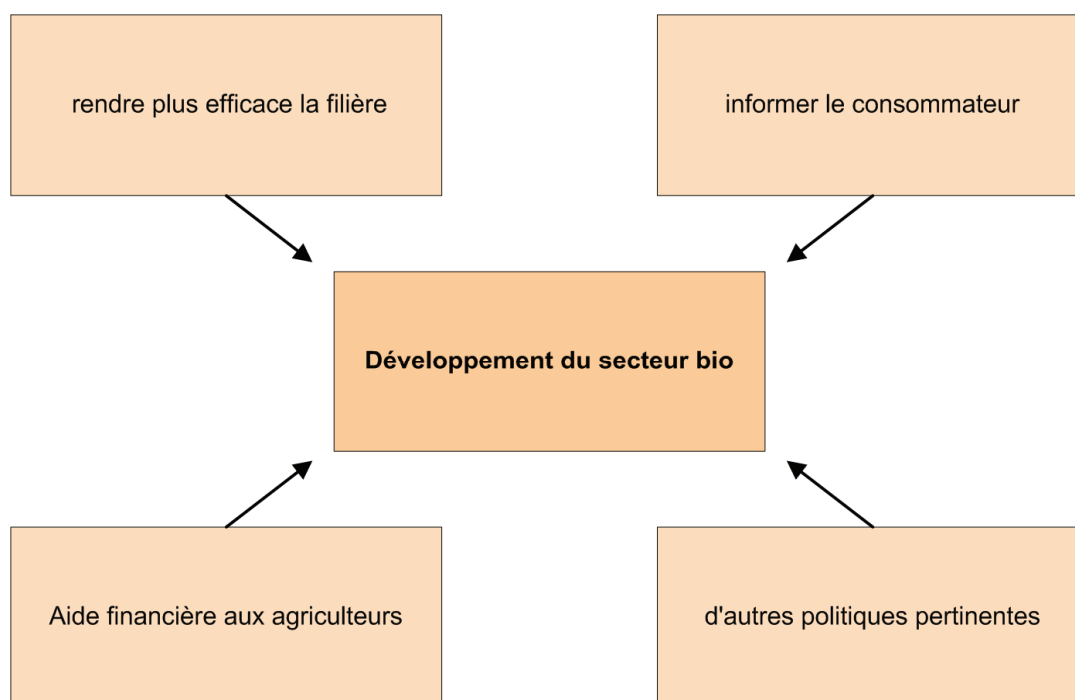 rendre plus efficace la filière
informer le consommateur
Développement du secteur bio
Aide financière aux agriculteurs
d'autres politiques pertinentes